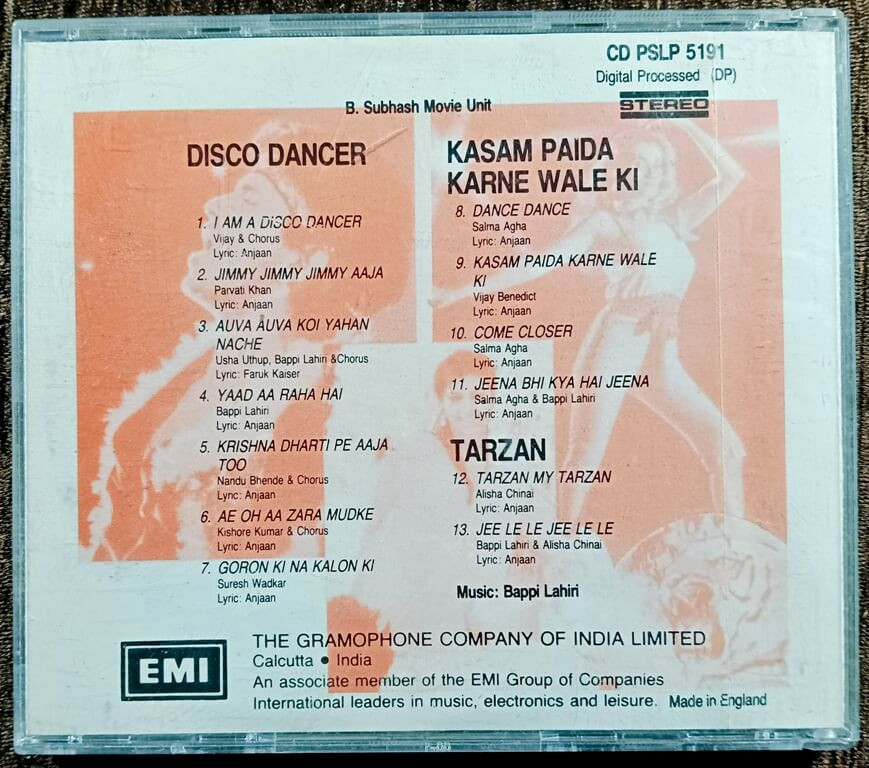 CD PSLP 5191
Digital Processed (DP)
STEREO
B. Subhash Movie Unit
DISCO DANCER
1. I AM A DISCO DANCER
Vijay & Chorus
Lyric: Anjaan
2. JIMMY JIMMY JIMMY AAJA
Parvati Khan
Lyric: Anjaan
3. AUVA AUVA KOI YAHAN
NACHE
Usha Uthup, Bappi Lahiri &Chorus
Lyric: Faruk Kaiser
4. YAAD AA RAHA HAI
Bappi Lahiri
Lyric: Anjaan
5. KRISHNA DHARTI PE AAJA
TOO
Nandu Bhende & Chorus
Lyric: Anjaan
6. AE OH AA ZARA MUDKE
Kishore Kumar & Chorus
Lyric: Anjaan
7. GORON KI NA KALON KI
Suresh Wadkar
Lyric: Anjaan
KASAM PAIDA
KARNE WALE KI
8. DANCE DANCE
Salma Agha
Lyric: Anjaan
9. KASAM PAIDA KARNE WALE
KI
Vijay Benedict
Lyric: Anjaan
10. COME CLOSER
Salma Agha
Lyric: Anjaan
11. JEENA BHI KYA HAI JEENA
Salma Agha & Bappi Lahiri
Lyric: Anjaan
TARZAN
12. TARZAN MY TARZAN
Alisha Chinai
Lyric: Anjaan
13. JEE LE LE JEE LE LE
Bappi Lahiri & Alisha Chinai
Lyric: Anjaan
Music: Bappi Lahiri
EMI
THE GRAMOPHONE COMPANY OF INDIA LIMITED
Calcutta • India
An associate member of the EMI Group of Companies
International leaders in music, electronics and leisure. Made in England